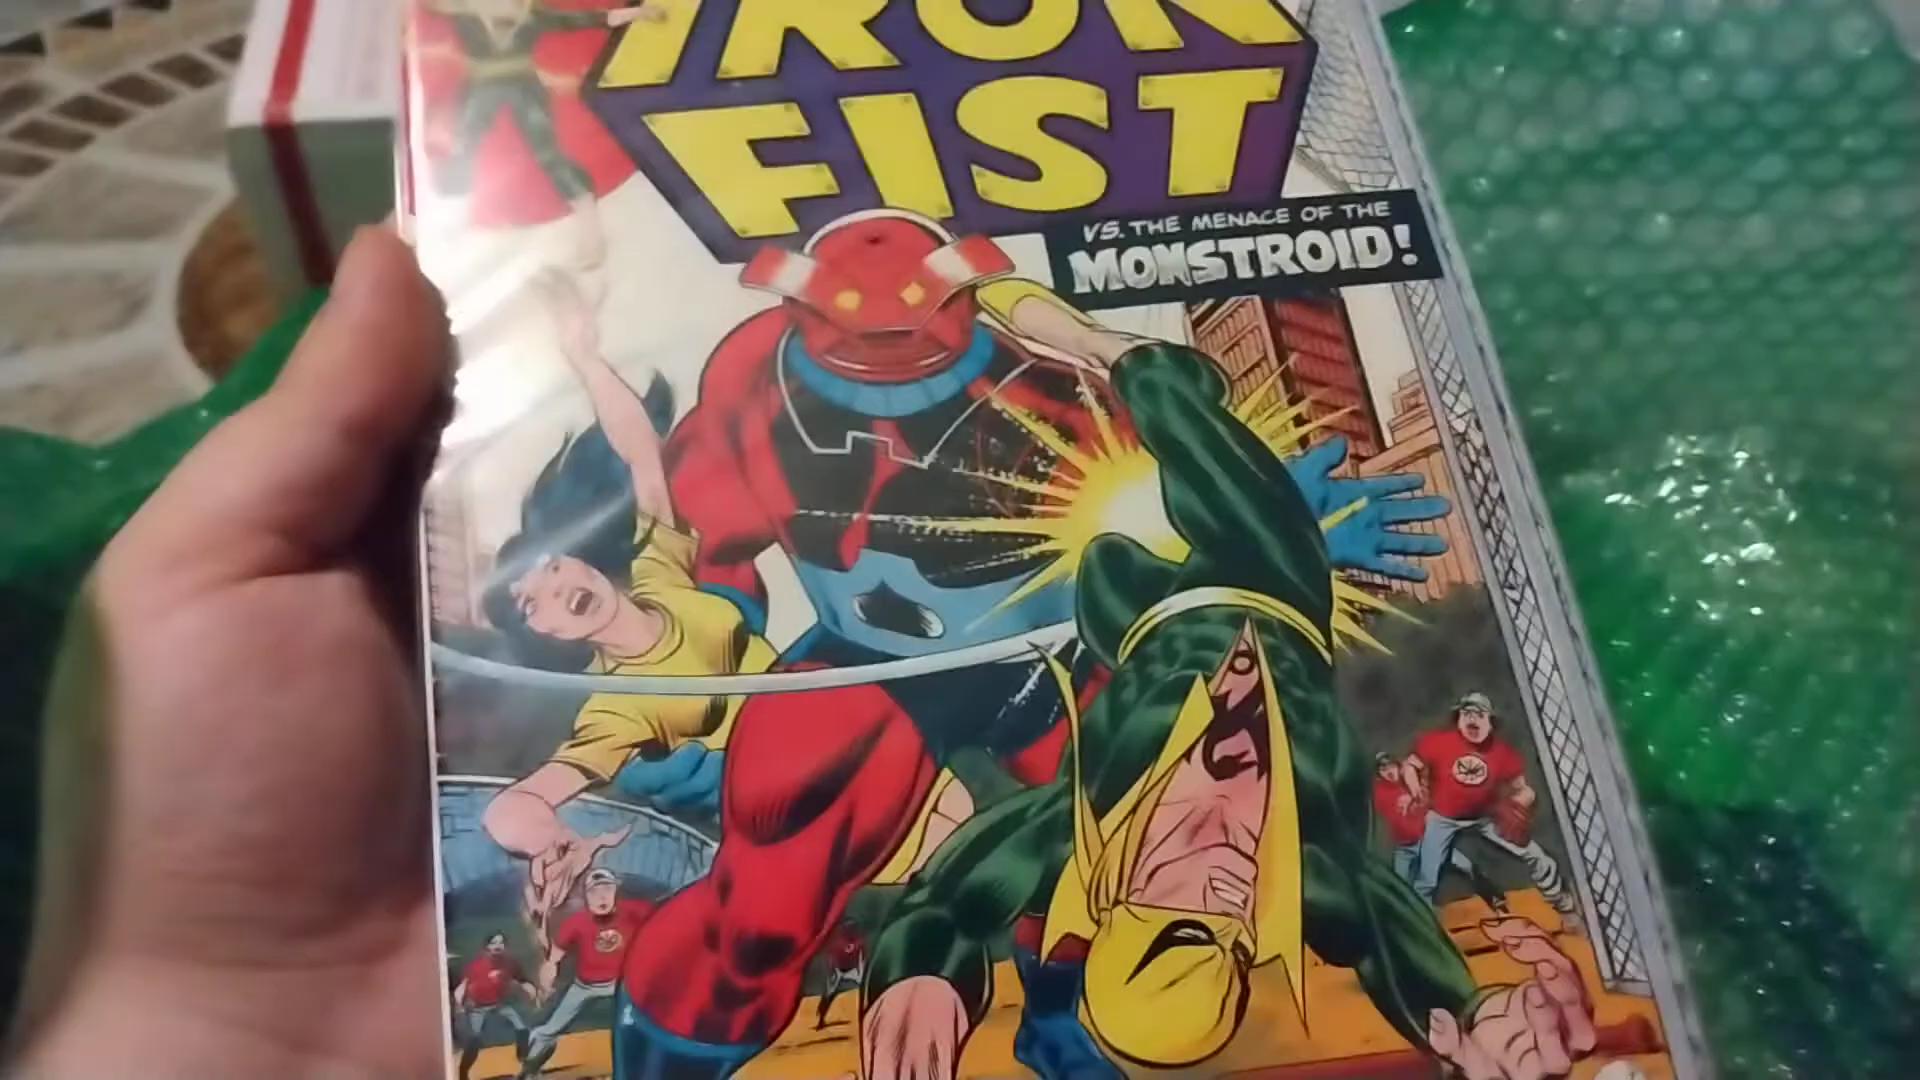 IRON
FIST
VS. THE MENACE OF THE
MONSTROID!